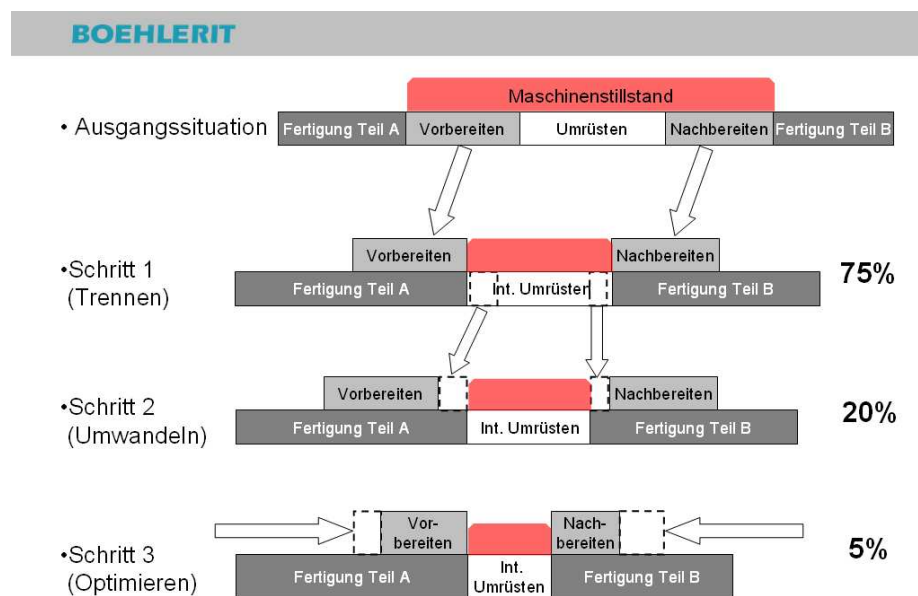 BOEHLERIT
Maschinenstillstand
• Ausgangssituation
Fertigung Teil A
Vorbereiten
Umrüsten
Nachbereiten
Fertigung Teil B
•Schritt 1
(Trennen)
Vorbereiten
Nachbereiten
Fertigung Teil A
Int. Umrüsten
Fertigung Teil B
75%
•Schritt 2
(Umwandeln)
Vorbereiten
Nachbereiten
Fertigung Teil A
Int. Umrüsten
Fertigung Teil B
20%
•Schritt 3
(Optimieren)
Vor-
bereiten
Nach-
bereiten
Fertigung Teil A
Int.
Umrüsten
Fertigung Teil B
5%